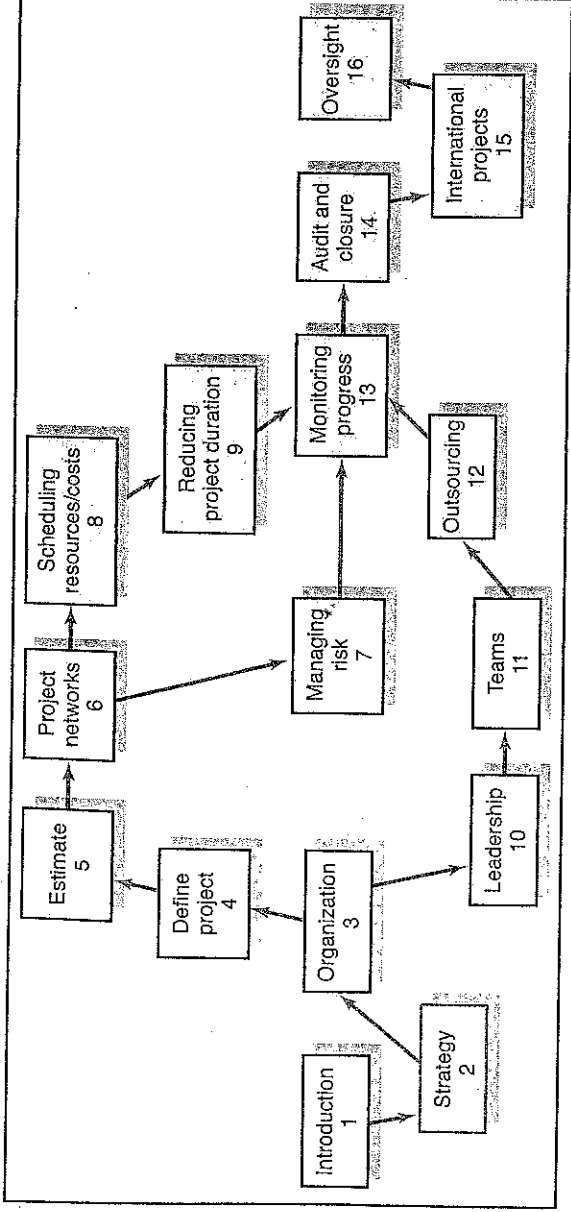 Introduction
1
Strategy
2
Organization
3
Define
project
4
Estimate
5
Project
networks
6
Managing
risk
7
Scheduling
resources/costs
8
Reducing
project duration
9
Leadership
10
Teams
11
Outsourcing
12
Monitoring
progress
13
Audit and
closure
14
International
projects
15
Oversight
16